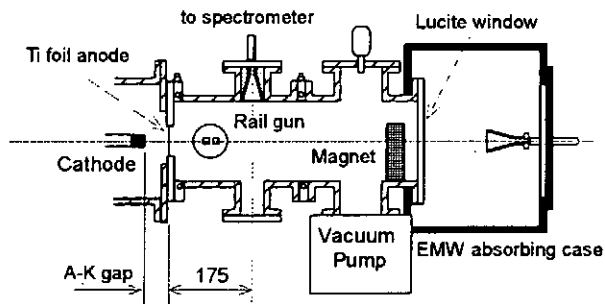 to spectrometer
Lucite window
Ti foil anode
Rail gun
Cathode
Magnet
Vacuum
Pump
EMW absorbing case
A-K gap
175